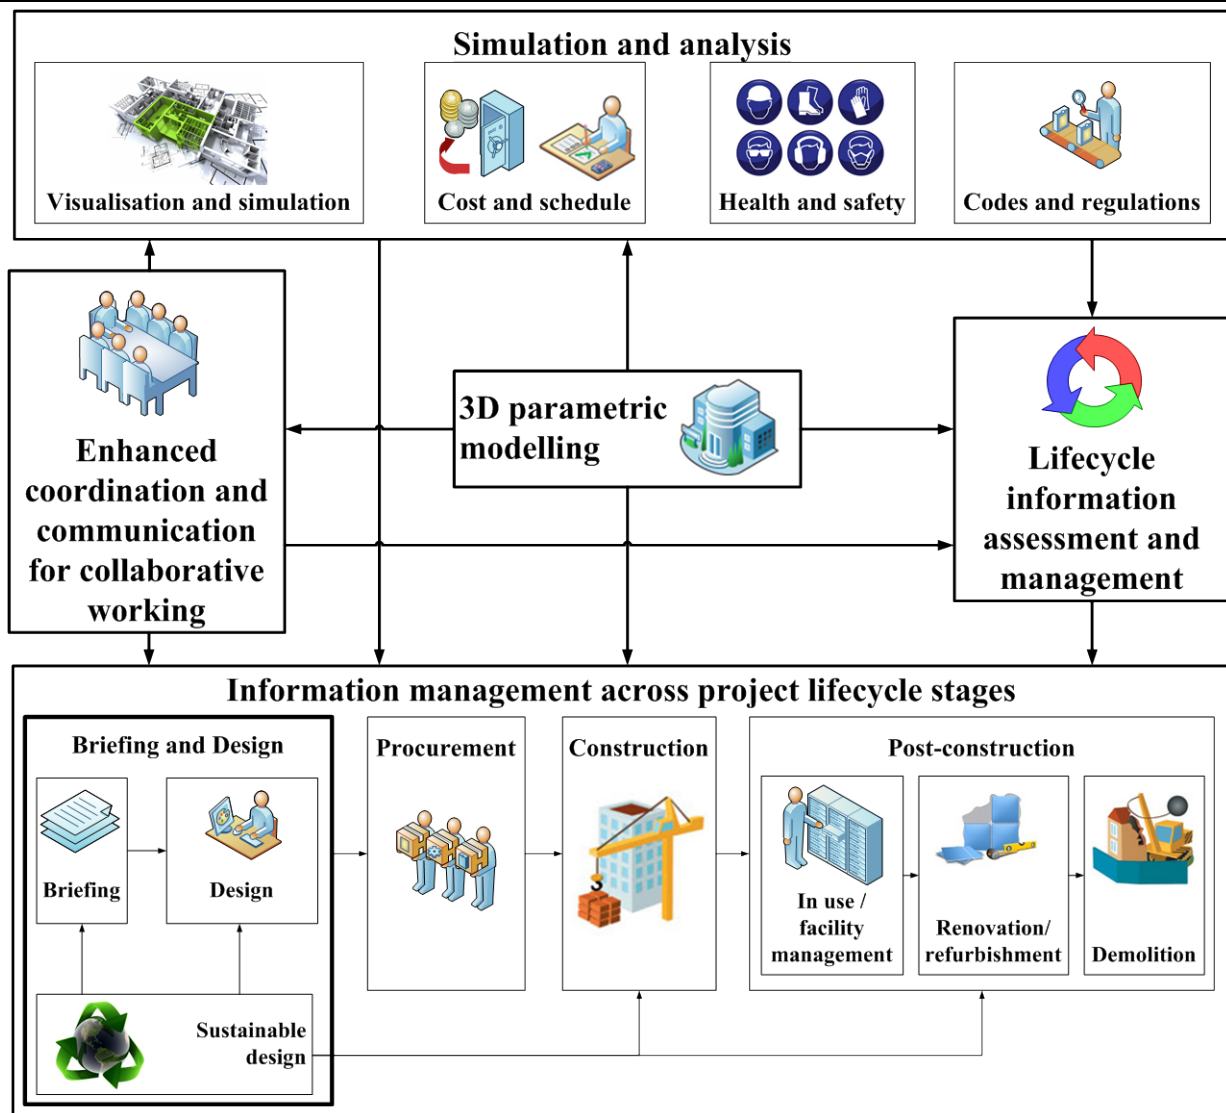 Simulation and analysis
Visualisation and simulation
Cost and schedule
Health and safety
Codes and regulations
Enhanced
coordination and
communication
for collaborative
working
3D parametric
modelling
Lifecycle
information
assessment and
management
Information management across project lifecycle stages
Briefing and Design
Briefing
Design
Sustainable
design
Procurement
Construction
Post-construction
In use /
facility
management
Renovation/
refurbishment
Demolition